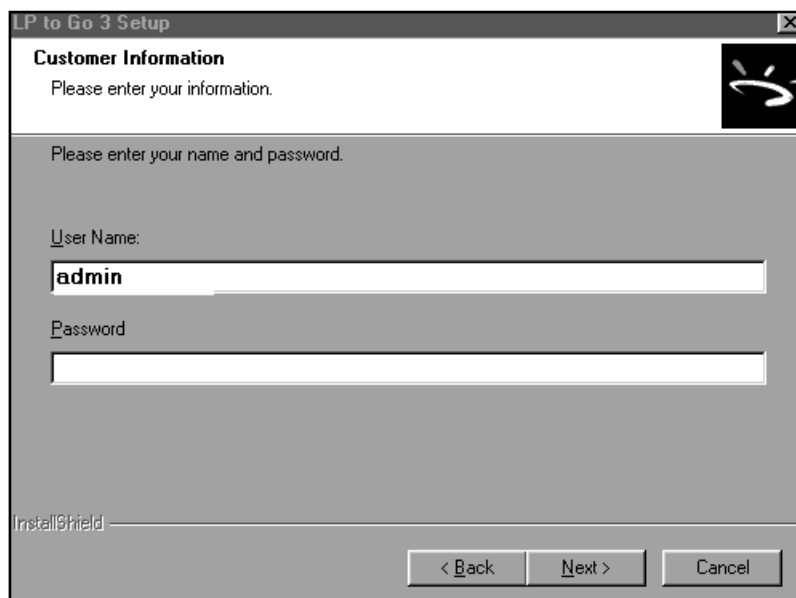 LP to Go 3 Setup
Customer Information
Please enter your information.
Please enter your name and password.
User Name:
admin
Password
InstallShield
< Back Next > Cancel